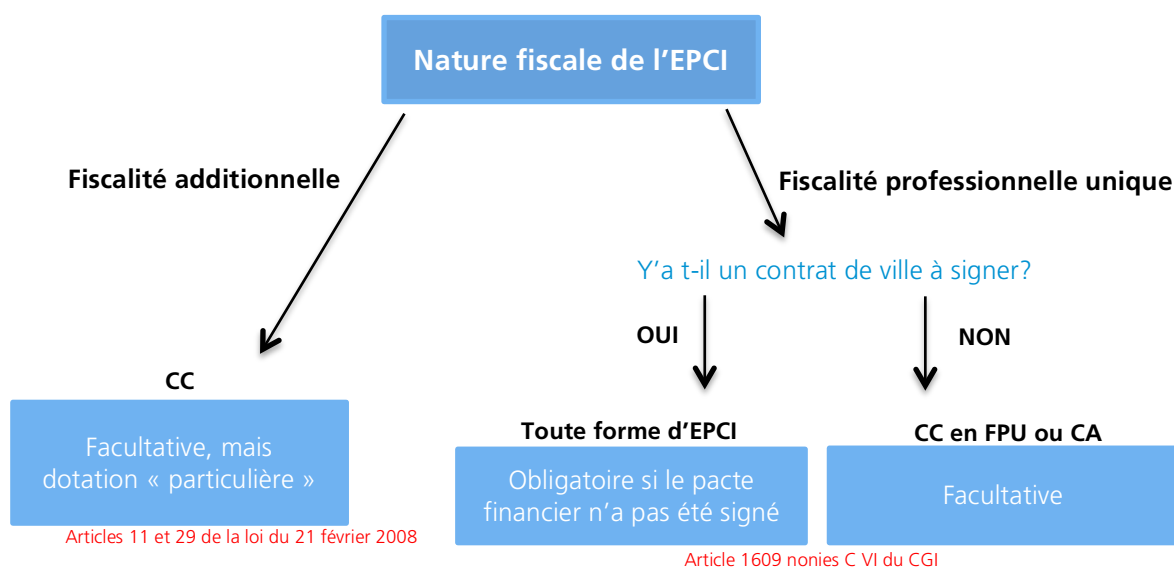 Nature fiscale de l'EPCI
Fiscalité additionnelle
Fiscalité professionnelle unique
Y'a t-il un contrat de ville à signer?
OUI
NON
CC
Facultative, mais
dotation « particulière »
Articles 11 et 29 de la loi du 21 février 2008
Toute forme d'EPCI
Obligatoire si le pacte
financier n'a pas été signé
CC en FPU ou CA
Facultative
Article 1609 nonies C VI du CGI